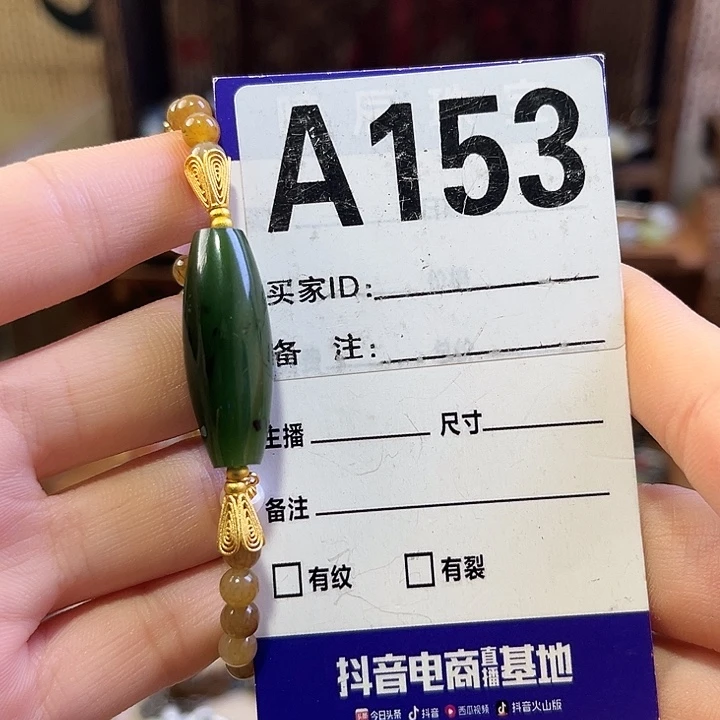 A153
买家ID:
备 注:
主播 尺寸
备注
有纹 有裂
抖音电商直播基地
今日头条 抖音 西瓜视频 抖音火山版